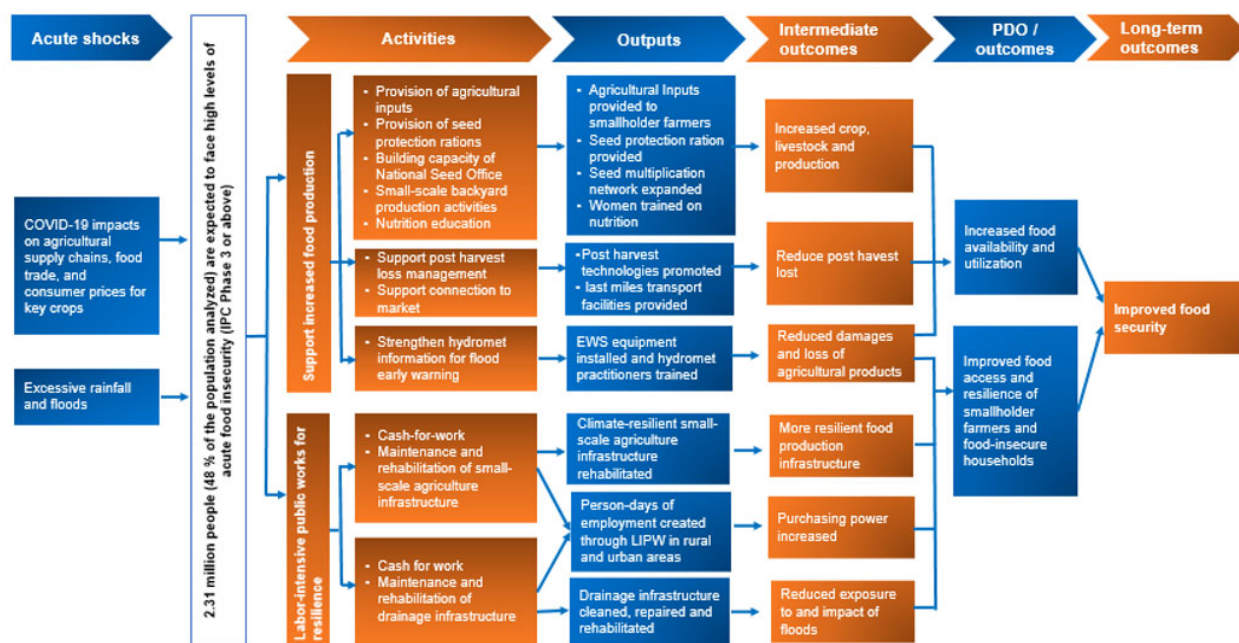 Acute shocks
Activities
Outputs
Intermediate
outcomes
PDO /
outcomes
Long-term
outcomes
COVID-19 impacts
on agricultural
supply chains, food
trade, and
consumer prices for
key crops
Excessive rainfall
and floods
2.31 million people (48 % of the population analyzed) are expected to face high levels of
acute food insecurity (IPC Phase 3 or above)
Support increased food production
• Provision of agricultural
inputs
• Provision of seed
protection rations
• Building capacity of
National Seed Office
• Small-scale backyard
production activities
• Nutrition education
• Agricultural Inputs
provided to
smallholder farmers
• Seed protection ration
provided
• Seed multiplication
network expanded
• Women trained on
nutrition
Increased crop,
livestock and
production
• Support post harvest
loss management
• Support connection to
market
• Post harvest
technologies promoted
• last miles transport
facilities provided
Reduce post havest
lost
• Strengthen hydromet
information for flood
early warning
EWS equipment
installed and hydromet
practitioners trained
Reduced damages
and loss of
agricultural products
Labor-intensive public works for
resilience
• Cash-for-work
• Maintenance and
rehabilitation of small-
scale agriculture
infrastructure
Climate-resilient small-
scale agriculture
infrastructure
rehabilitated
More resilient food
production
infrastructure
Person-days of
employment created
through LIPW in rural
and urban areas
Purchasing power
increased
• Cash for work
• Maintenance and
rehabilitation of
drainage infrastructure
Drainage infrastructure
cleaned, repaired and
rehabilitated
Reduced exposure
to and impact of
floods
Increased food
availability and
utilization
Improved food
access and
resilience of
smallholder
farmers and
food-insecure
households
Improved food
security